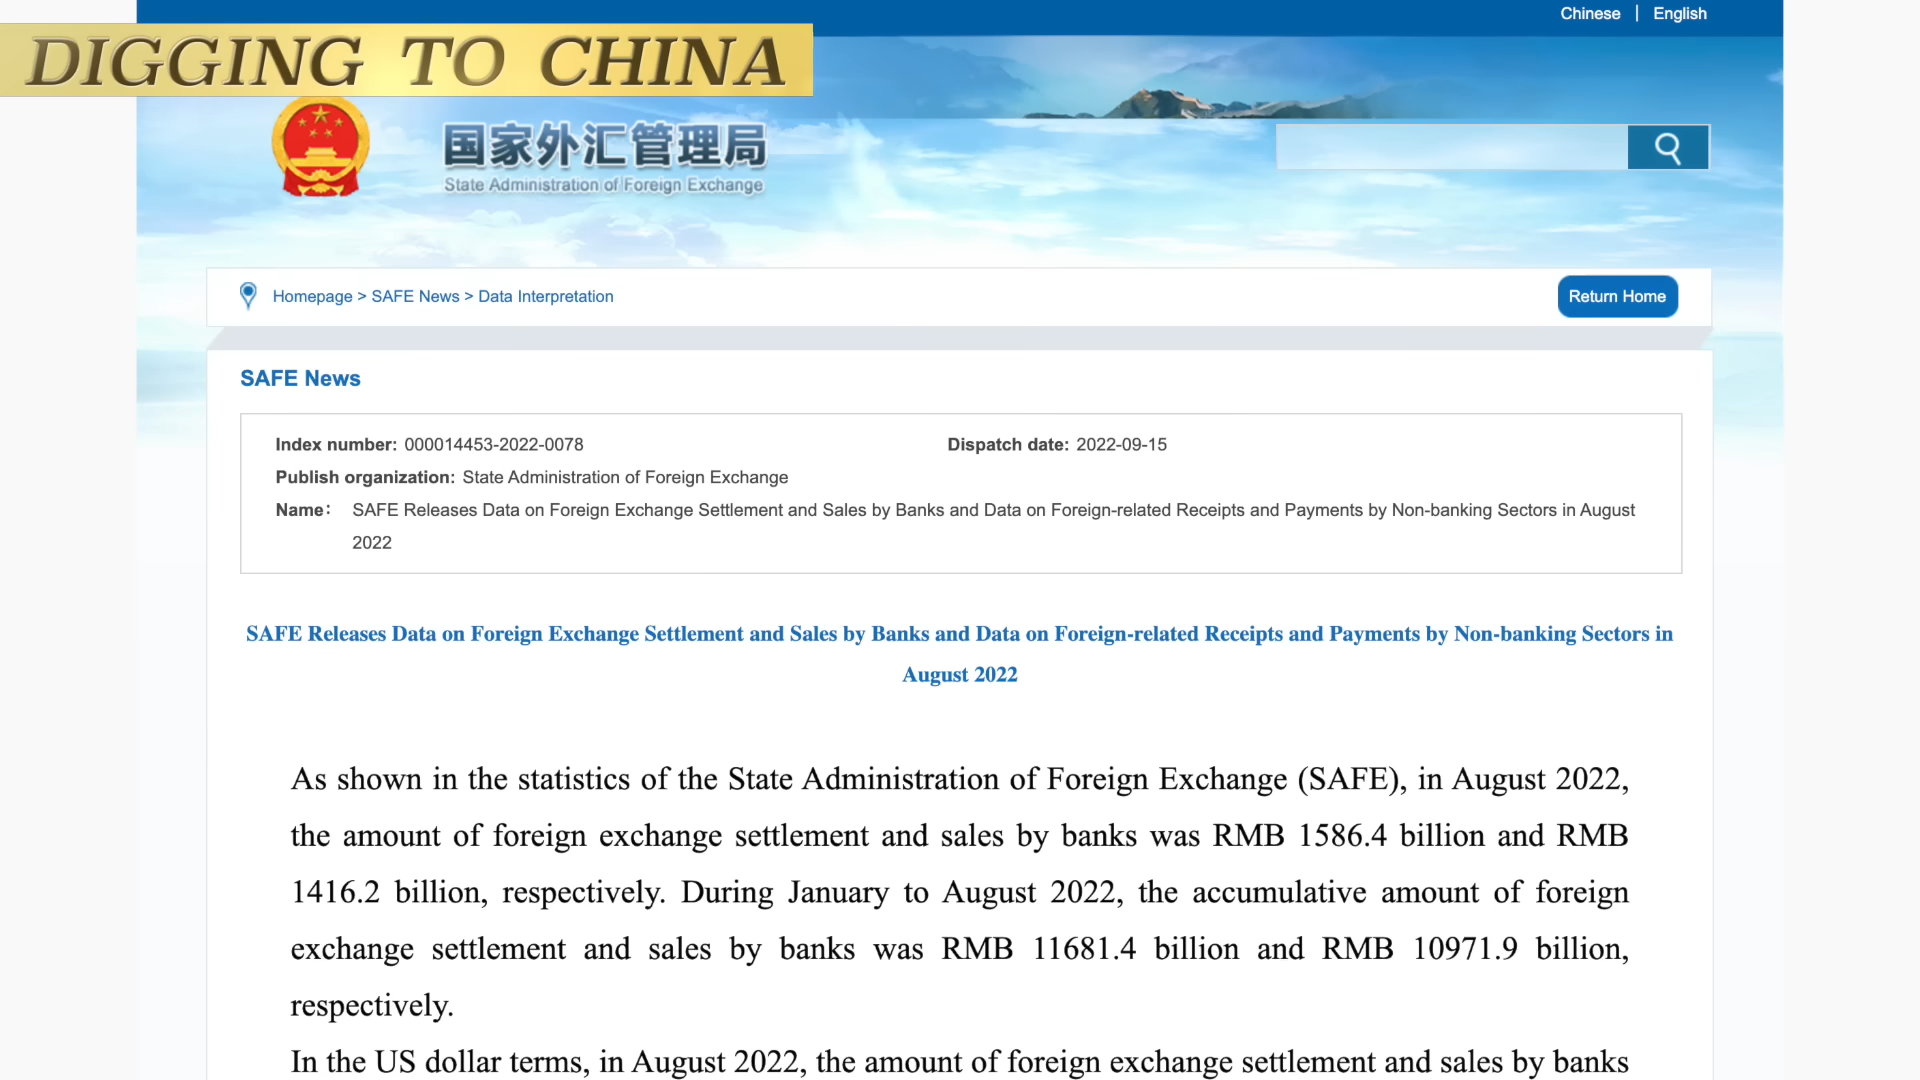 Chinese | English
DIGGING TO CHINA
国家外汇管理局
State Administration of Foreign Exchange
Homepage > SAFE News > Data Interpretation
Return Home
SAFE News
Index number: 000014453-2022-0078
Dispatch date: 2022-09-15
Publish organization: State Administration of Foreign Exchange
Name： SAFE Releases Data on Foreign Exchange Settlement and Sales by Banks and Data on Foreign-related Receipts and Payments by Non-banking Sectors in August
2022
SAFE Releases Data on Foreign Exchange Settlement and Sales by Banks and Data on Foreign-related Receipts and Payments by Non-banking Sectors in
August 2022
As shown in the statistics of the State Administration of Foreign Exchange (SAFE), in August 2022,
the amount of foreign exchange settlement and sales by banks was RMB 1586.4 billion and RMB
1416.2 billion, respectively. During January to August 2022, the accumulative amount of foreign
exchange settlement and sales by banks was RMB 11681.4 billion and RMB 10971.9 billion,
respectively.
In the US dollar terms, in August 2022, the amount of foreign exchange settlement and sales by banks